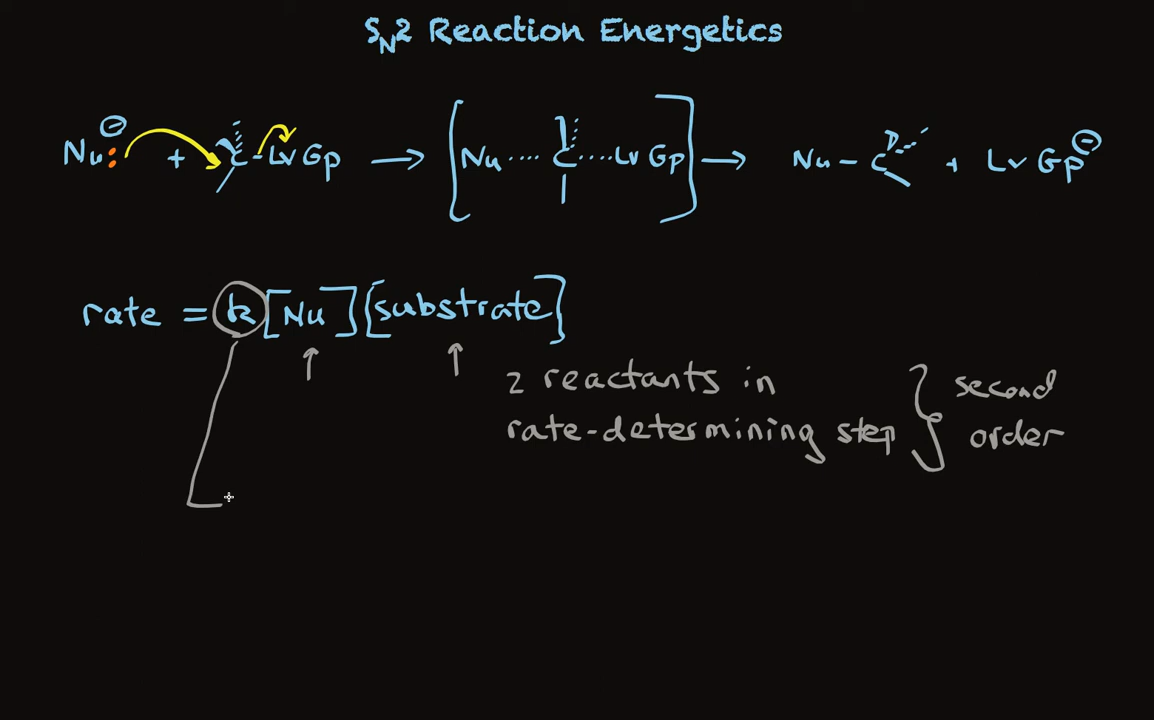 SN2 Reaction Energetics
Nu:⊖ + C-LvGp → [Nu····C····LvGp] → Nu-C + LvGp⊖
rate = k[Nu][substrate]
2 reactants in
rate-determining step
second
order